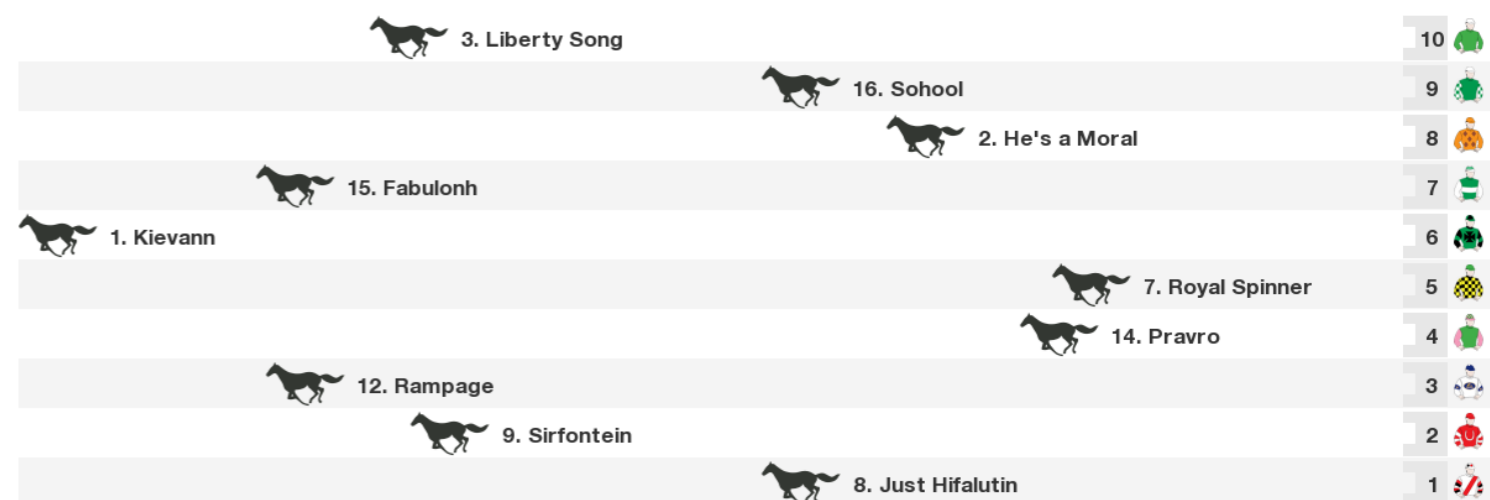 3. Liberty Song 10
16. Sohool 9
2. He's a Moral 8
15. Fabulonh 7
1. Kievann 6
7. Royal Spinner 5
14. Pravro 4
12. Rampage 3
9. Sirfontein 2
8. Just Hifalutin 1